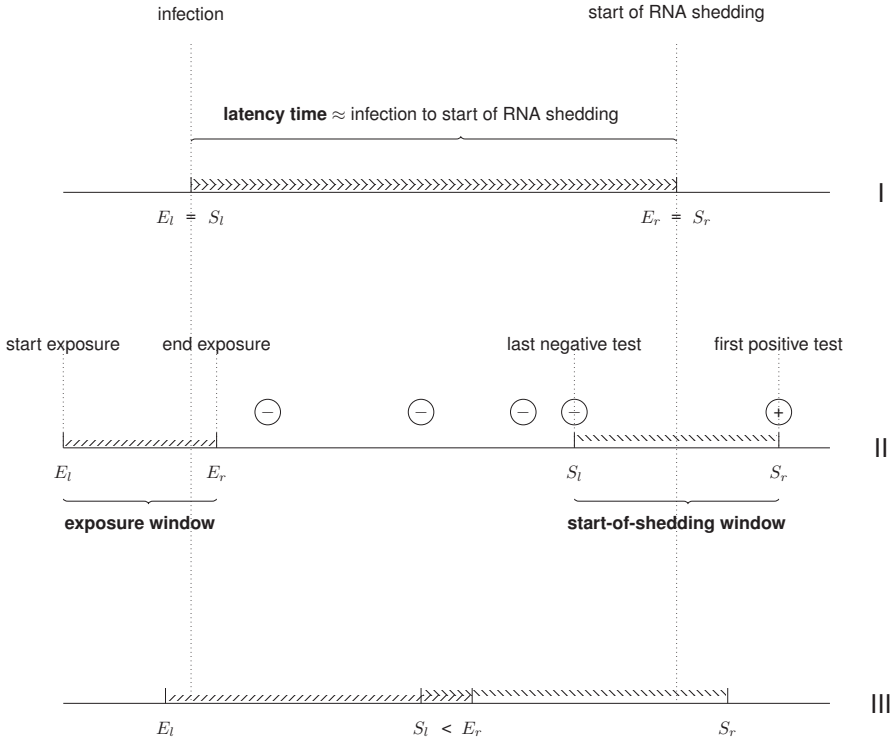 infection start of RNA shedding
latency time ≈ infection to start of RNA shedding
I
E_l = S_l E_r = S_r
start exposure end exposure last negative test first positive test
− − − − +
II
E_l E_r S_l S_r
exposure window start-of-shedding window
III
E_l S_l < E_r S_r